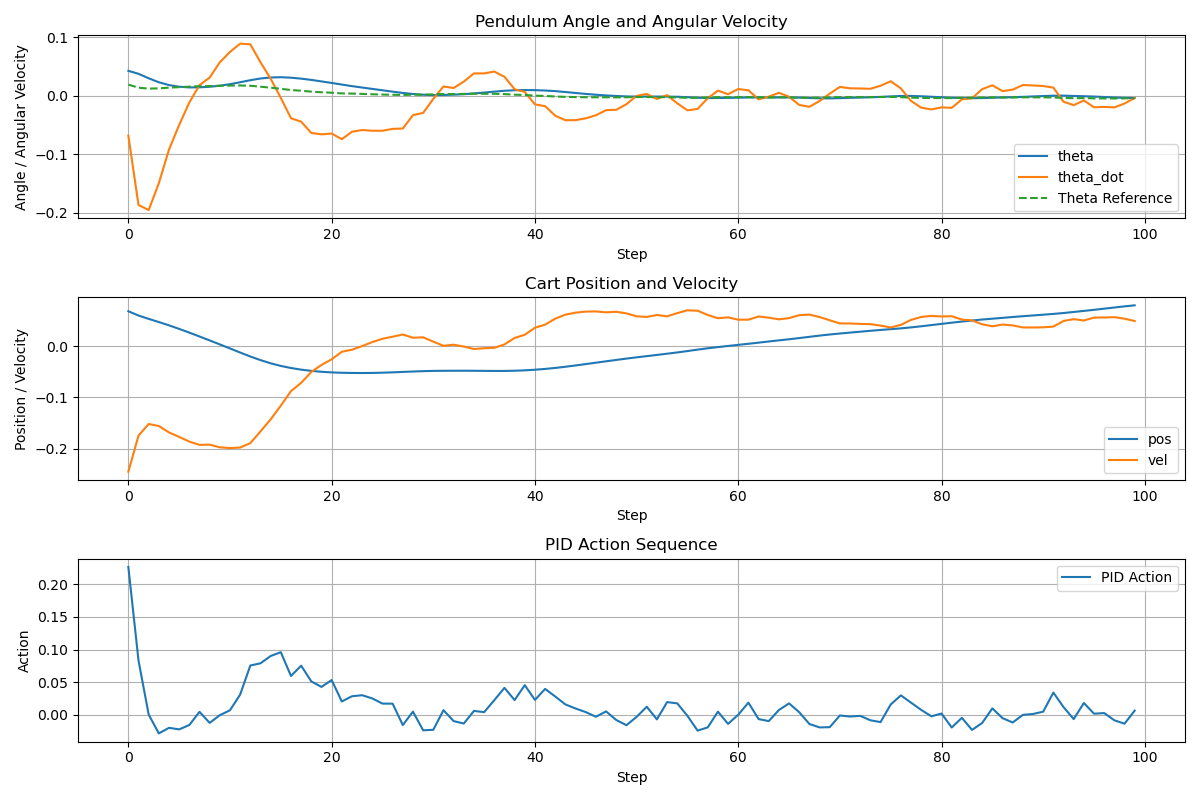 Pendulum Angle and Angular Velocity
Angle / Angular Velocity
0.1
0.0
−0.1
−0.2
theta
theta_dot
Theta Reference
0 20 40 60 80 100
Step
Cart Position and Velocity
Position / Velocity
0.0
−0.1
−0.2
pos
vel
0 20 40 60 80 100
Step
PID Action Sequence
Action
0.20
0.15
0.10
0.05
0.00
PID Action
0 20 40 60 80 100
Step